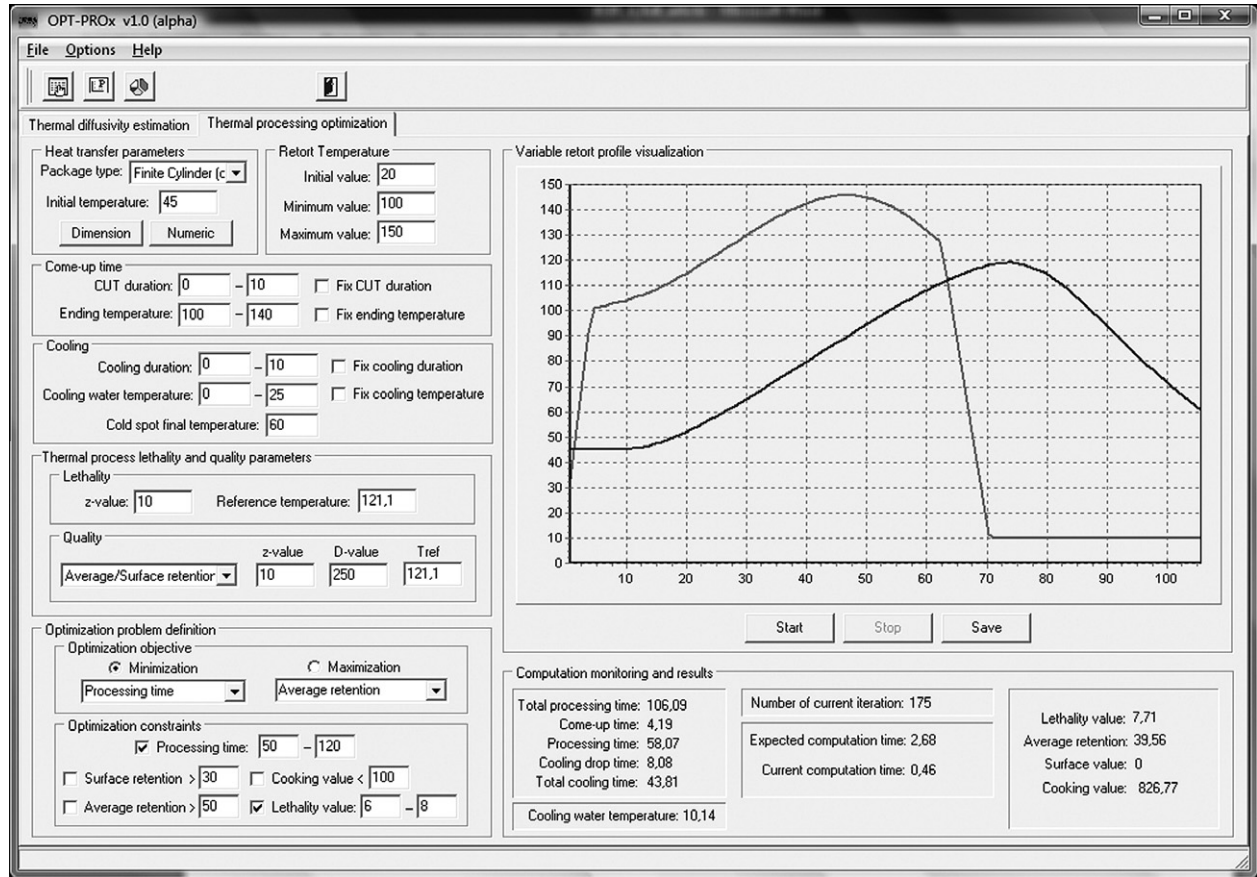 OPT-PROx v1.0 (alpha)
File Options Help
Thermal diffusivity estimation Thermal processing optimization
Heat transfer parameters
Package type: Finite Cylinder (c
Initial temperature: 45
Dimension Numeric
Retort Temperature
Initial value: 20
Minimum value: 100
Maximum value: 150
Come-up time
CUT duration: 0 – 10 Fix CUT duration
Ending temperature: 100 – 140 Fix ending temperature
Cooling
Cooling duration: 0 – 10 Fix cooling duration
Cooling water temperature: 0 – 25 Fix cooling temperature
Cold spot final temperature: 60
Thermal process lethality and quality parameters
Lethality
z-value: 10 Reference temperature: 121,1
Quality
z-value D-value Tref
Average/Surface retention 10 250 121,1
Optimization problem definition
Optimization objective
Minimization Maximization
Processing time Average retention
Optimization constraints
Processing time: 50 – 120
Surface retention > 30 Cooking value < 100
Average retention > 50 Lethality value: 6 – 8
Variable retort profile visualization
150
140
130
120
110
100
90
80
70
60
50
40
30
20
10
0
10 20 30 40 50 60 70 80 90 100
Start Stop Save
Computation monitoring and results
Total processing time: 106,09
Come-up time: 4,19
Processing time: 58,07
Cooling drop time: 8,08
Total cooling time: 43,81
Cooling water temperature: 10,14
Number of current iteration: 175
Expected computation time: 2,68
Current computation time: 0,46
Lethality value: 7,71
Average retention: 39,56
Surface value: 0
Cooking value: 826,77